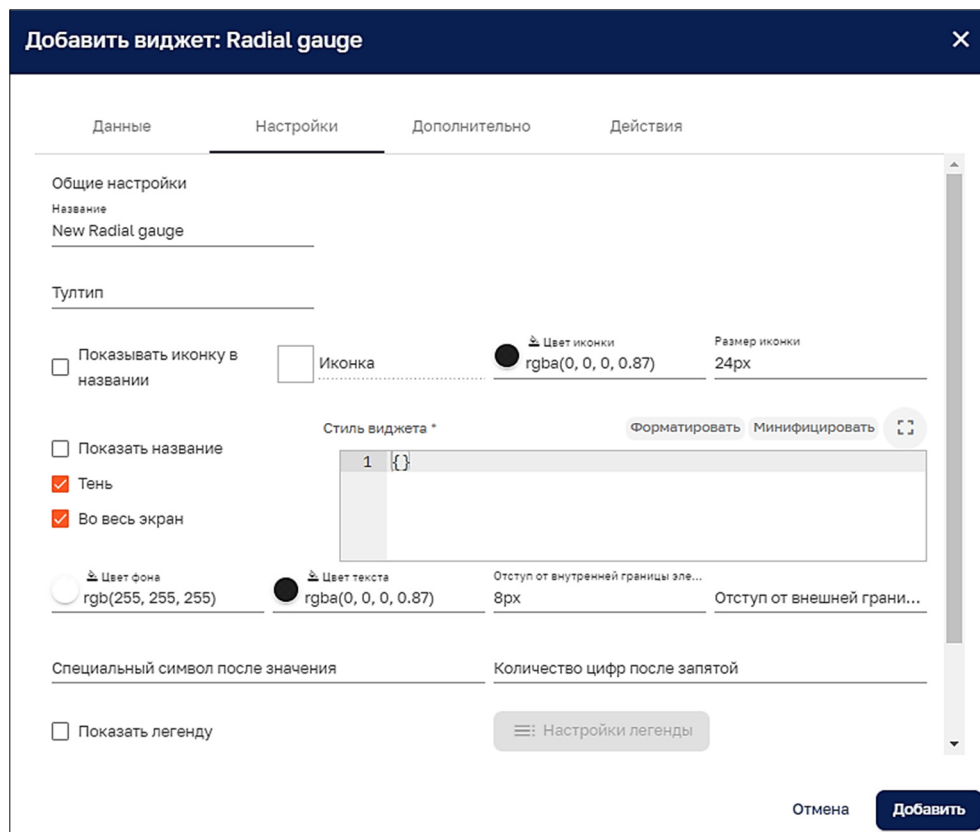 Добавить виджет: Radial gauge
Данные Настройки Дополнительно Действия
Общие настройки
Название
New Radial gauge
Тултип
Показывать иконку в названии
Иконка
Цвет иконки
rgba(0, 0, 0, 0.87)
Размер иконки
24px
Показать название
Тень
Во весь экран
Стиль виджета *
Форматировать Минифицировать
1 {}
Цвет фона
rgb(255, 255, 255)
Цвет текста
rgba(0, 0, 0, 0.87)
Отступ от внутренней границы эле...
8px
Отступ от внешней грани...
Специальный символ после значения
Количество цифр после запятой
Показать легенду
Настройки легенды
Отмена Добавить